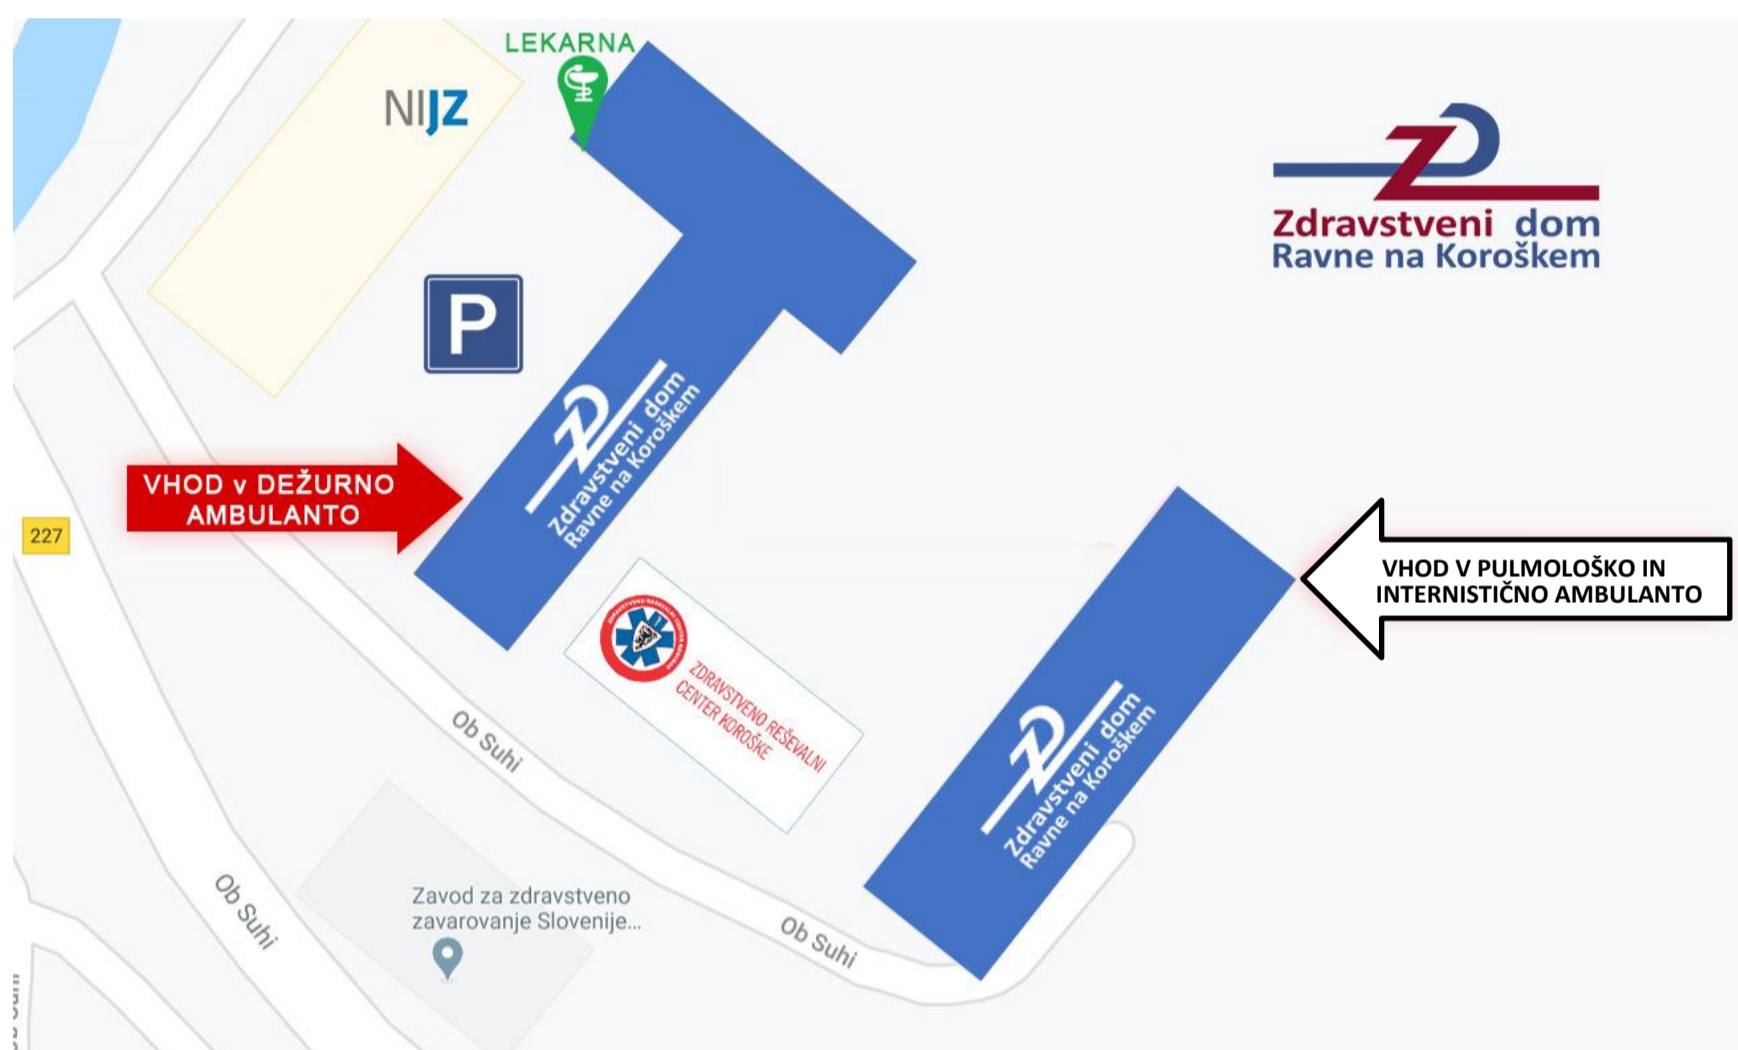 LEKARNA
NIJZ
Zdravstveni dom
Ravne na Koroškem
P
Zdravstveni dom
Ravne na Koroškem
VHOD v DEŽURNO
AMBULANTO
227
VHOD V PULMOLOŠKO IN
INTERNISTIČNO AMBULANTO
ZDRAVSTVENO REŠEVALNI
CENTER KOROŠKE
Zdravstveni dom
Ravne na Koroškem
Ob Suhi
Zavod za zdravstveno
zavarovanje Slovenije...
Ob Suhi
Ob Suhi